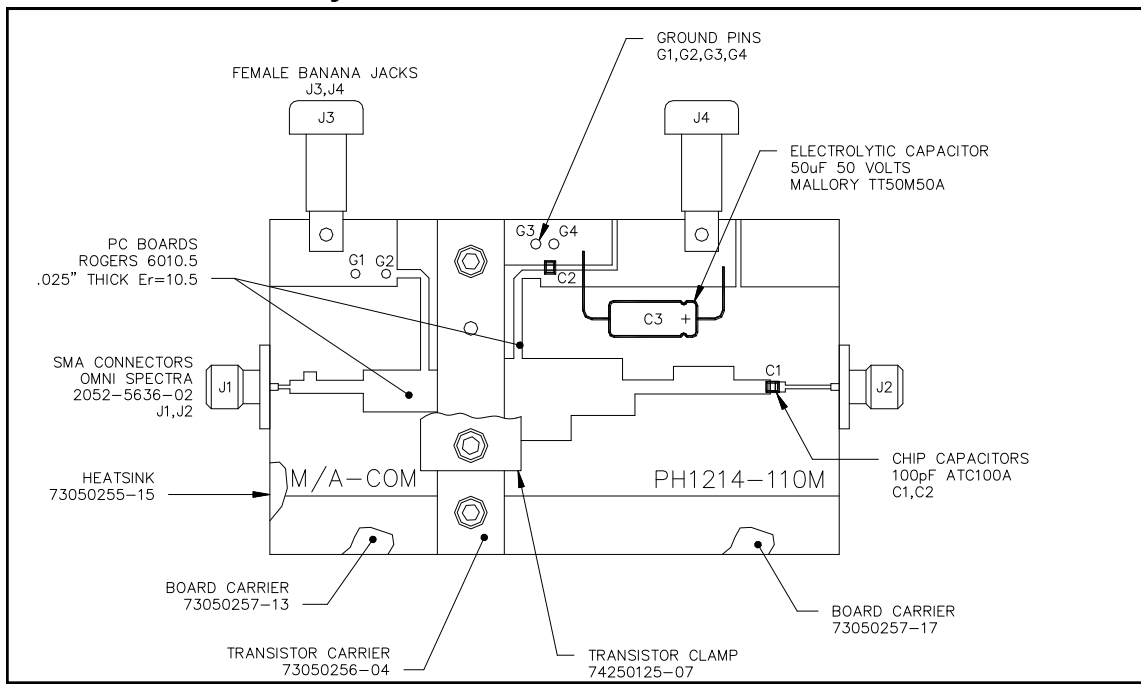 GROUND PINS
G1,G2,G3,G4
FEMALE BANANA JACKS
J3,J4
J3
J4
ELECTROLYTIC CAPACITOR
50uF 50 VOLTS
MALLORY TT50M50A
PC BOARDS
ROGERS 6010.5
.025" THICK Er=10.5
G1 G2
G3 G4
C2
C3 +
SMA CONNECTORS
OMNI SPECTRA
2052-5636-02
J1,J2
J1
C1
J2
HEATSINK
73050255-15
M/A-COM
PH1214-110M
CHIP CAPACITORS
100pF ATC100A
C1,C2
BOARD CARRIER
73050257-13
BOARD CARRIER
73050257-17
TRANSISTOR CARRIER
73050256-04
TRANSISTOR CLAMP
74250125-07